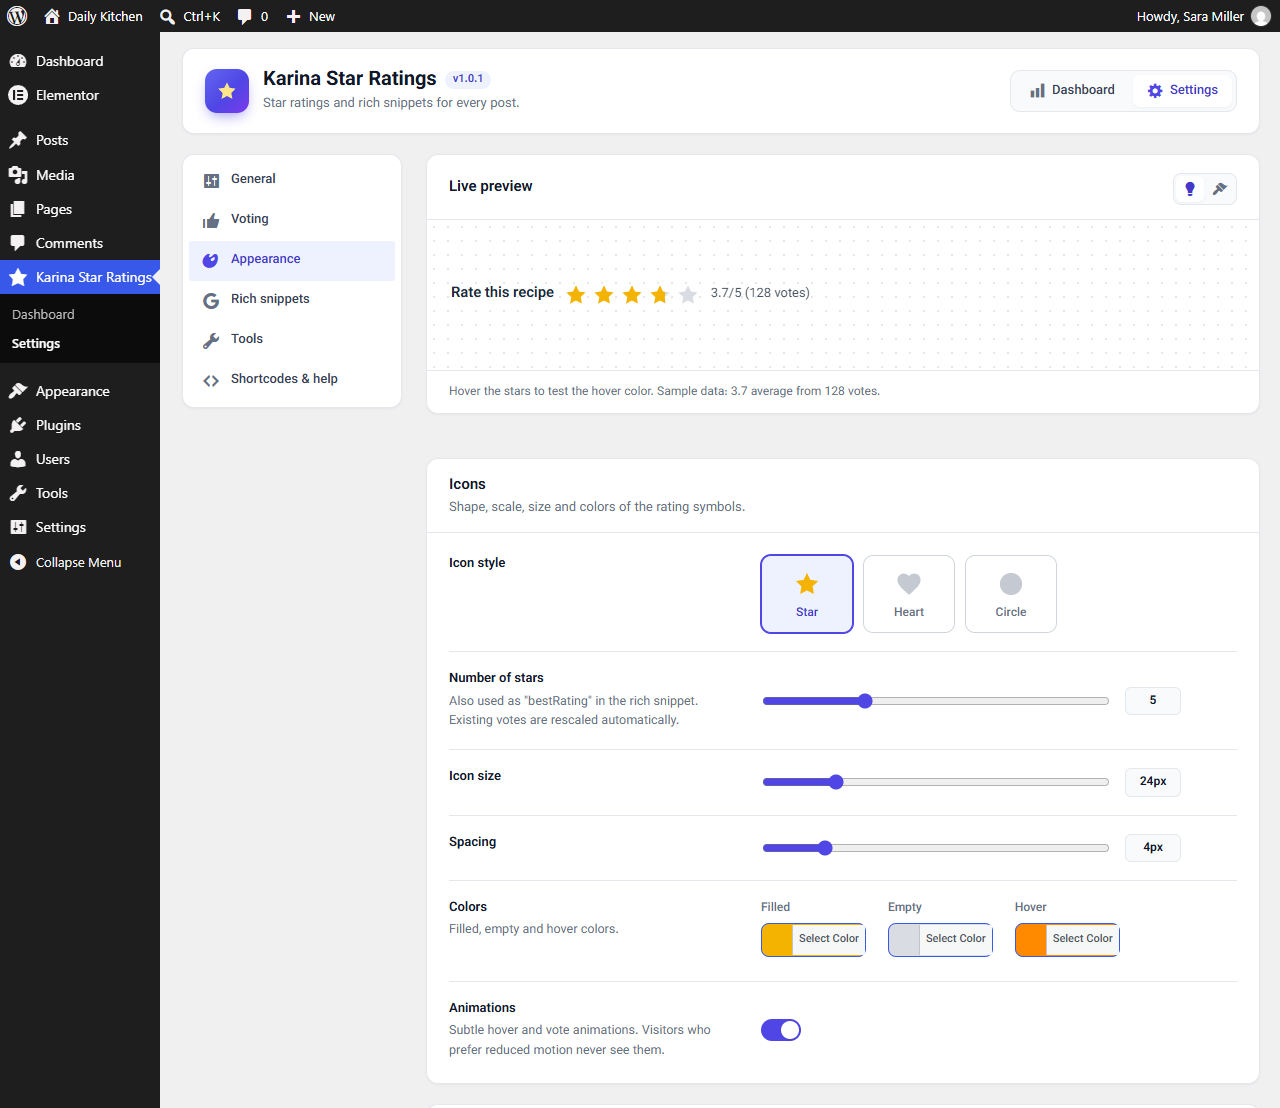 Daily Kitchen
Ctrl+K
0
New
Howdy, Sara Miller
Dashboard
Elementor
Posts
Media
Pages
Comments
Karina Star Ratings
Dashboard
Settings
Appearance
Plugins
Users
Tools
Settings
Collapse Menu
Karina Star Ratings v1.0.1
Star ratings and rich snippets for every post.
Dashboard
Settings
General
Voting
Appearance
Rich snippets
Tools
Shortcodes & help
Live preview
Rate this recipe 3.7/5 (128 votes)
Hover the stars to test the hover color. Sample data: 3.7 average from 128 votes.
Icons
Shape, scale, size and colors of the rating symbols.
Icon style
Star
Heart
Circle
Number of stars
Also used as "bestRating" in the rich snippet.
Existing votes are rescaled automatically.
5
Icon size
24px
Spacing
4px
Colors
Filled, empty and hover colors.
Filled
Empty
Hover
Select Color
Select Color
Select Color
Animations
Subtle hover and vote animations. Visitors who
prefer reduced motion never see them.